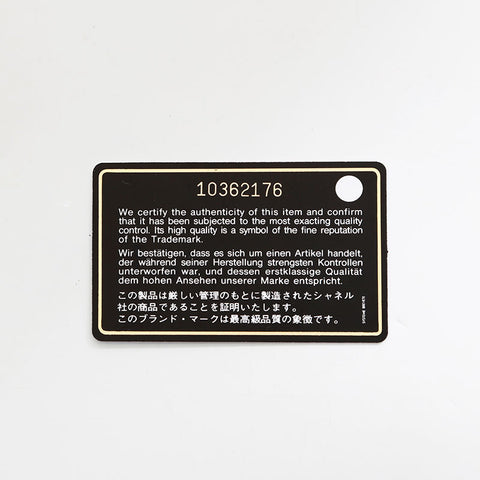 10362176
We certify the authenticity of this item and confirm
that it has been subjected to the most exacting quality
control. Its high quality is a symbol of the fine reputation
of the Trademark.
Wir bestätigen, dass es sich um einen Artikel handelt,
der während seiner Herstellung strengsten Kontrollen
unterworfen war, und dessen erstklassige Qualität
dem hohen Ansehen unserer Marke entspricht.
この製品は厳しい管理のもとに製造されたシャネル
社の商品であることを証明いたします。
このブランド・マークは最高級品質の象徴です。